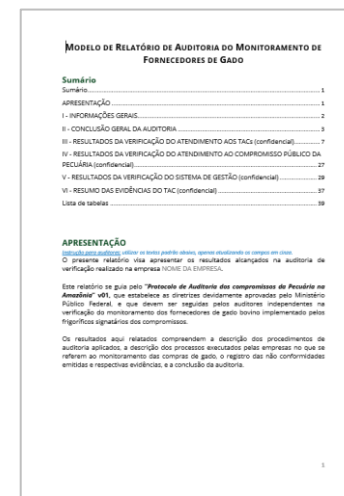 MODELO DE RELATÓRIO DE AUDITORIA DO MONITORAMENTO DE
FORNECEDORES DE GADO
Sumário
Sumário 1
APRESENTAÇÃO 1
I - INFORMAÇÕES GERAIS 2
II - CONCLUSÃO GERAL DA AUDITORIA 3
III - RESULTADOS DA VERIFICAÇÃO DO ATENDIMENTO AOS TACs (confidencial) 7
IV - RESULTADOS DA VERIFICAÇÃO DO ATENDIMENTO AO COMPROMISSO PÚBLICO DA
PECUÁRIA (confidencial) 27
V - RESULTADOS DA VERIFICAÇÃO DO SISTEMA DE GESTÃO (confidencial)
VI - RESUMO DAS EVIDÊNCIAS DO TAC (confidencial) 37
Lista de tabelas 39
APRESENTAÇÃO
Instrução para auditoria: utilizar os textos padrão abaixo, apenas atualizando os campos em cinza.
O presente relatório visa apresentar os resultados alcançados na auditoria de
verificação realizado na empresa NOME DA EMPRESA.
Este relatório se guia pelo "Protocolo de Auditoria dos compromissos da Pecuária na
Amazônia" v01, que estabelece as diretrizes devidamente aprovadas pelo Ministério
Público Federal, e que devem ser seguidas pelos auditores independentes na
verificação do monitoramento dos fornecedores de gado bovino implementado pelos
frigoríficos signatários dos compromissos.
Os resultados aqui relatados compreendem a descrição dos procedimentos de
auditoria aplicados, a descrição dos processos executados pelas empresas no que se
referem ao monitoramento das compras de gado, o registro das não conformidades
emitidas e respectivas evidências, e a conclusão da auditoria.
1